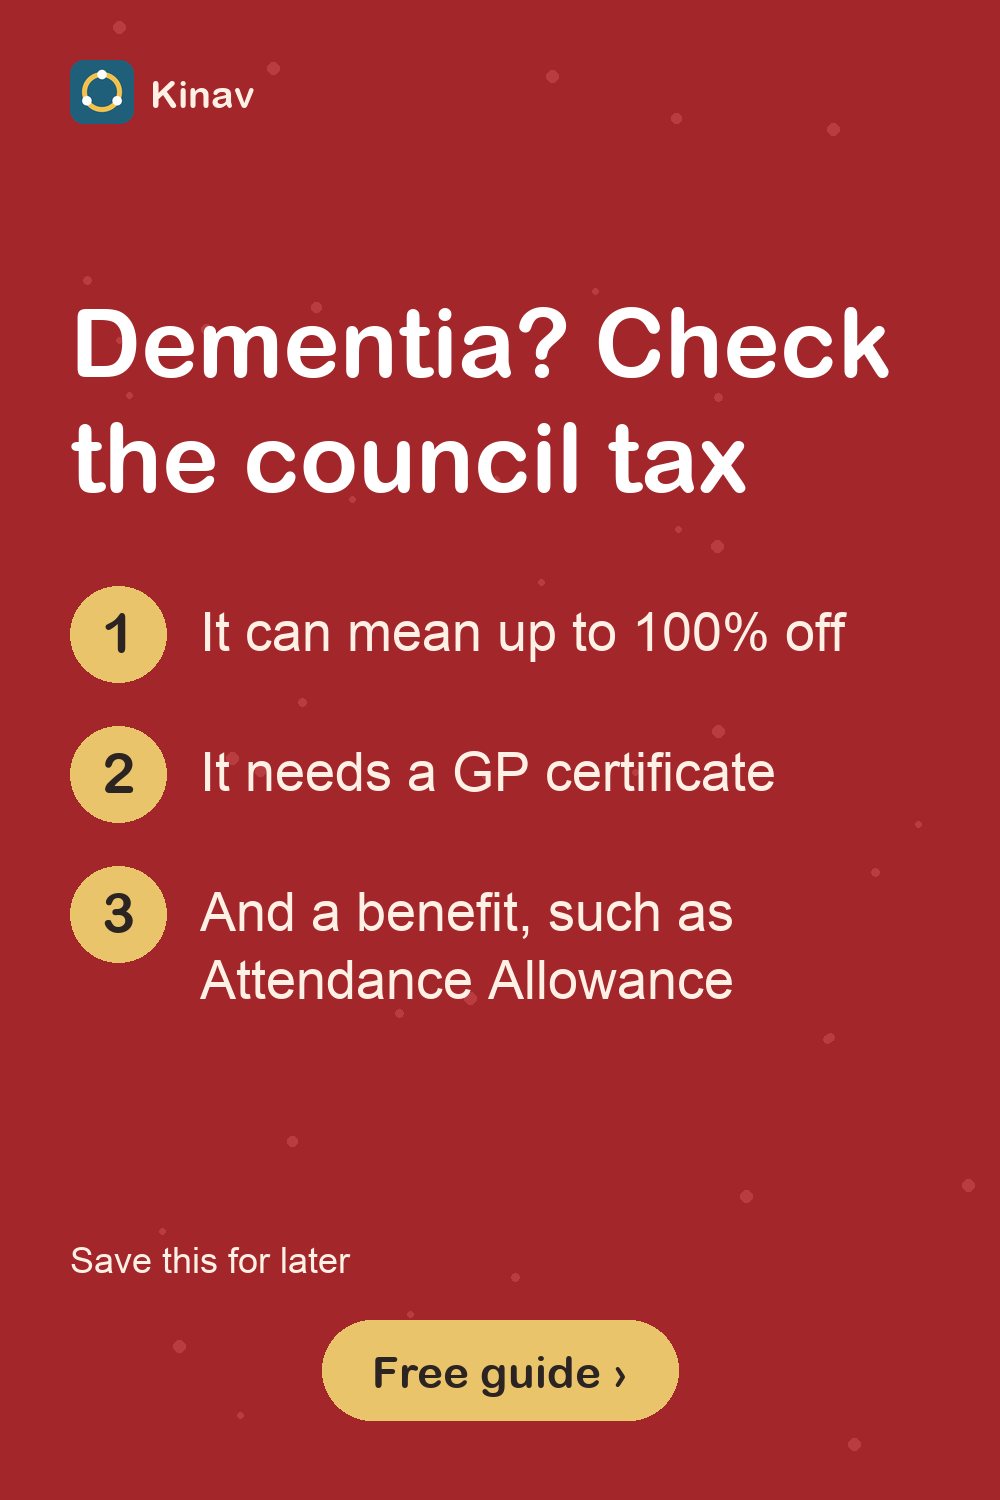 Kinav
Dementia? Check
the council tax
1 It can mean up to 100% off
2 It needs a GP certificate
3 And a benefit, such as
Attendance Allowance
Save this for later
Free guide ›